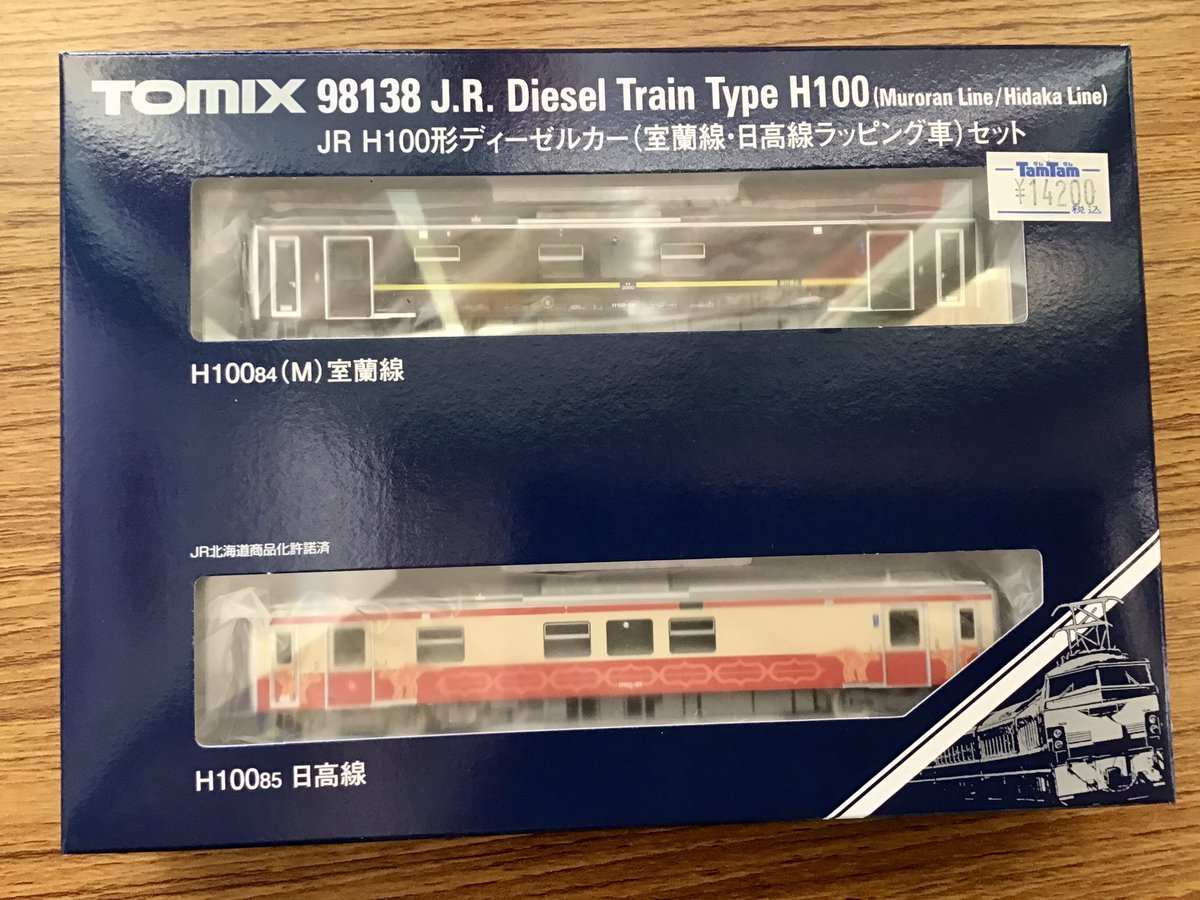 TOMIX 98138 J.R. Diesel Train Type H100 (Muroran Line/Hidaka Line)
JR H100形ディーゼルカー(室蘭線・日高線ラッピング車)セット
TamTam
¥14200
税込
H10084(M)室蘭線
JR北海道商品化許諾済
H10085 日高線